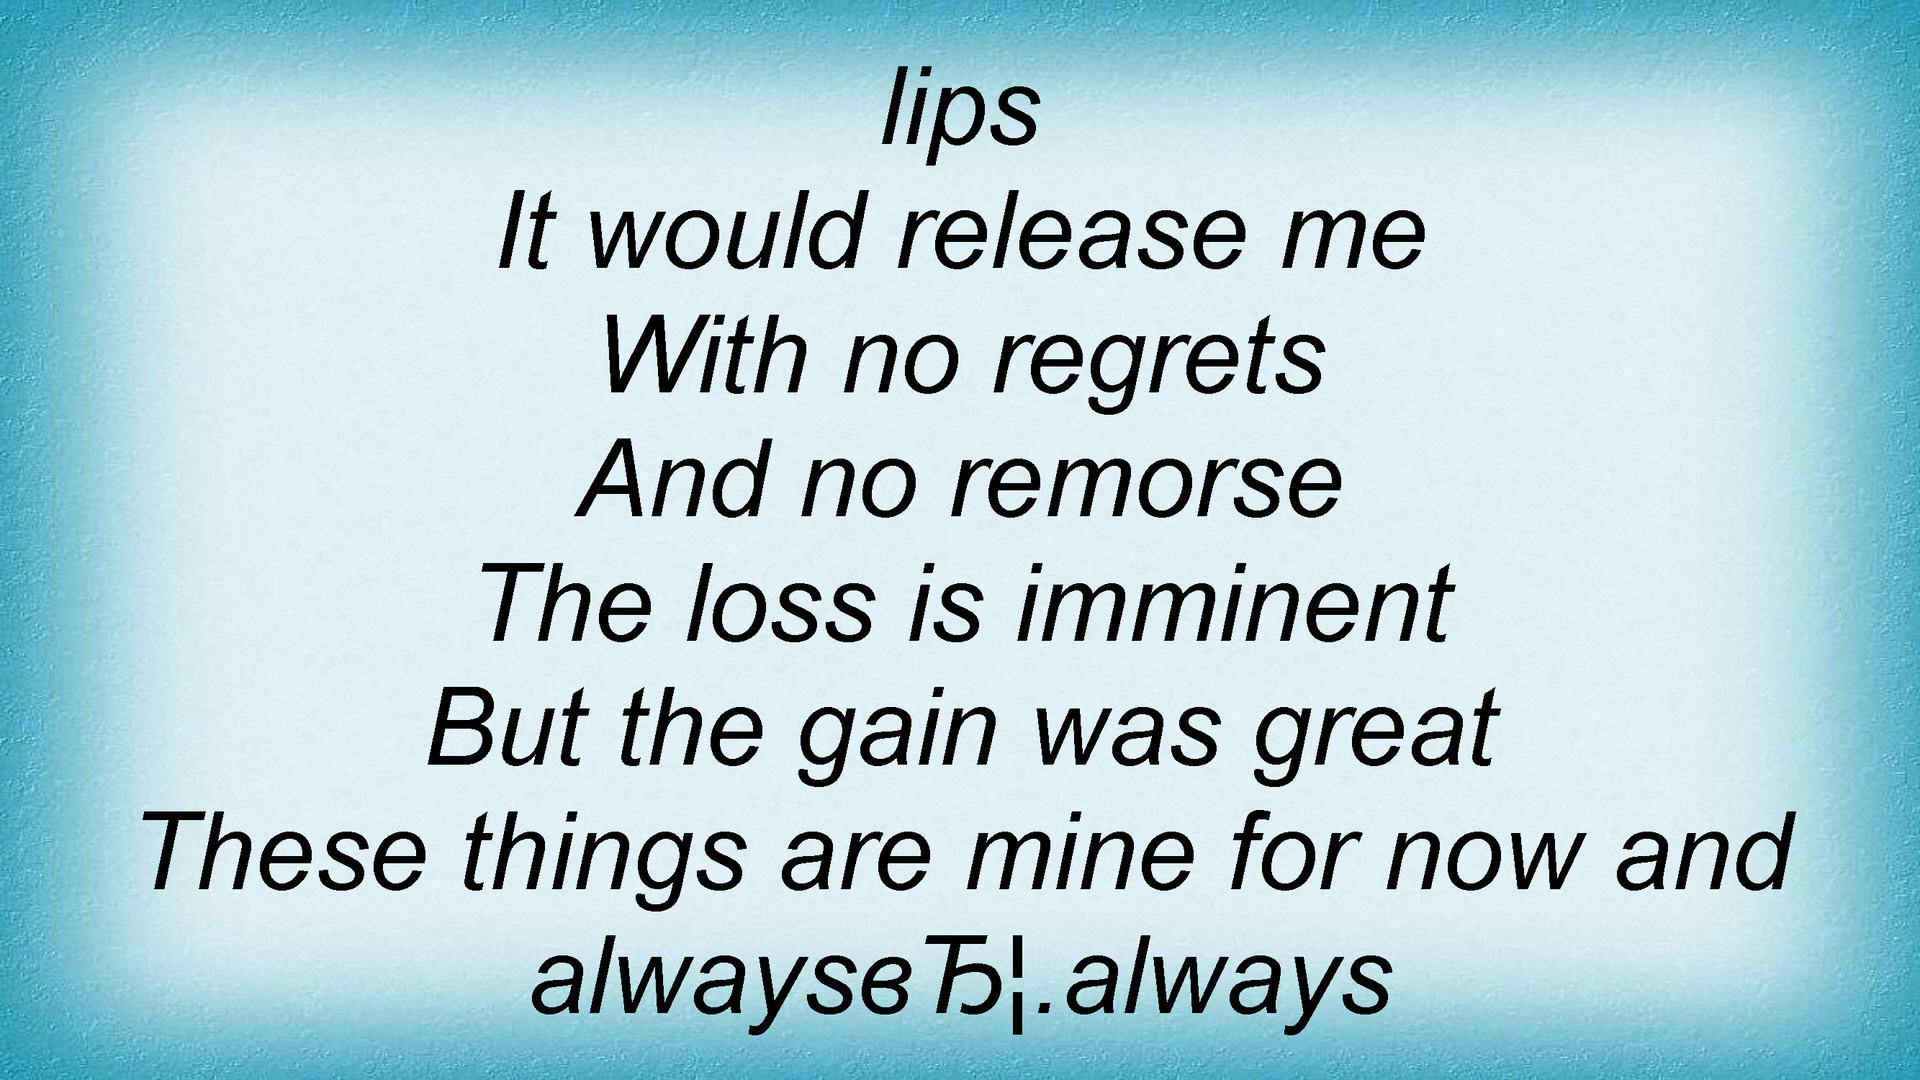 lips
It would release me
With no regrets
And no remorse
The loss is imminent
But the gain was great
These things are mine for now and
alwaysвЂ¦.always